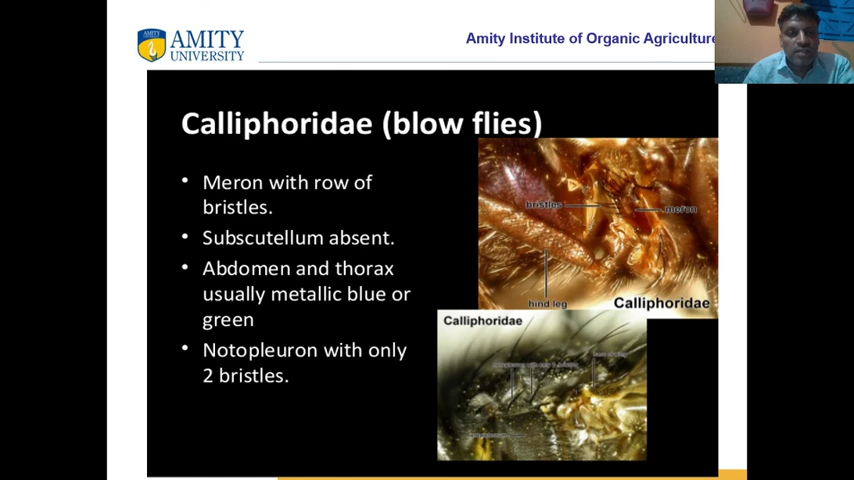 AMITY
UNIVERSITY
Amity Institute of Organic Agriculture
Calliphoridae (blow flies)
• Meron with row of
bristles.
• Subscutellum absent.
• Abdomen and thorax
usually metallic blue or
green
• Notopleuron with only
2 bristles.
bristles
meron
hind leg
Calliphoridae
Calliphoridae